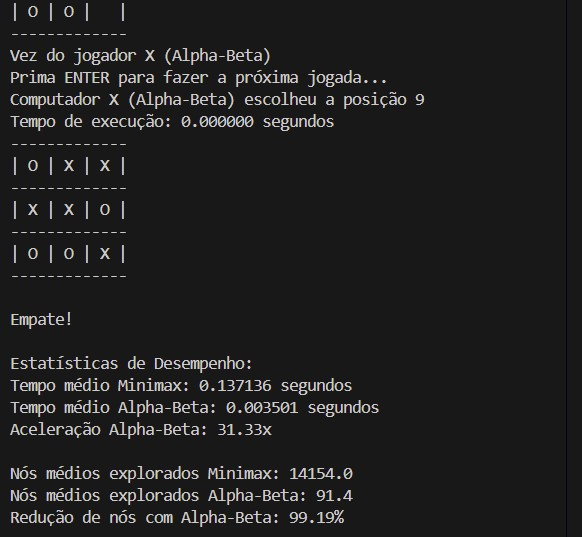 | O | O |   |
-------------
Vez do jogador X (Alpha-Beta)
Prima ENTER para fazer a próxima jogada...
Computador X (Alpha-Beta) escolheu a posição 9
Tempo de execução: 0.000000 segundos
-------------
| O | X | X |
-------------
| X | X | O |
-------------
| O | O | X |
-------------
Empate!
Estatísticas de Desempenho:
Tempo médio Minimax: 0.137136 segundos
Tempo médio Alpha-Beta: 0.003501 segundos
Aceleração Alpha-Beta: 31.33x
Nós médios explorados Minimax: 14154.0
Nós médios explorados Alpha-Beta: 91.4
Redução de nós com Alpha-Beta: 99.19%